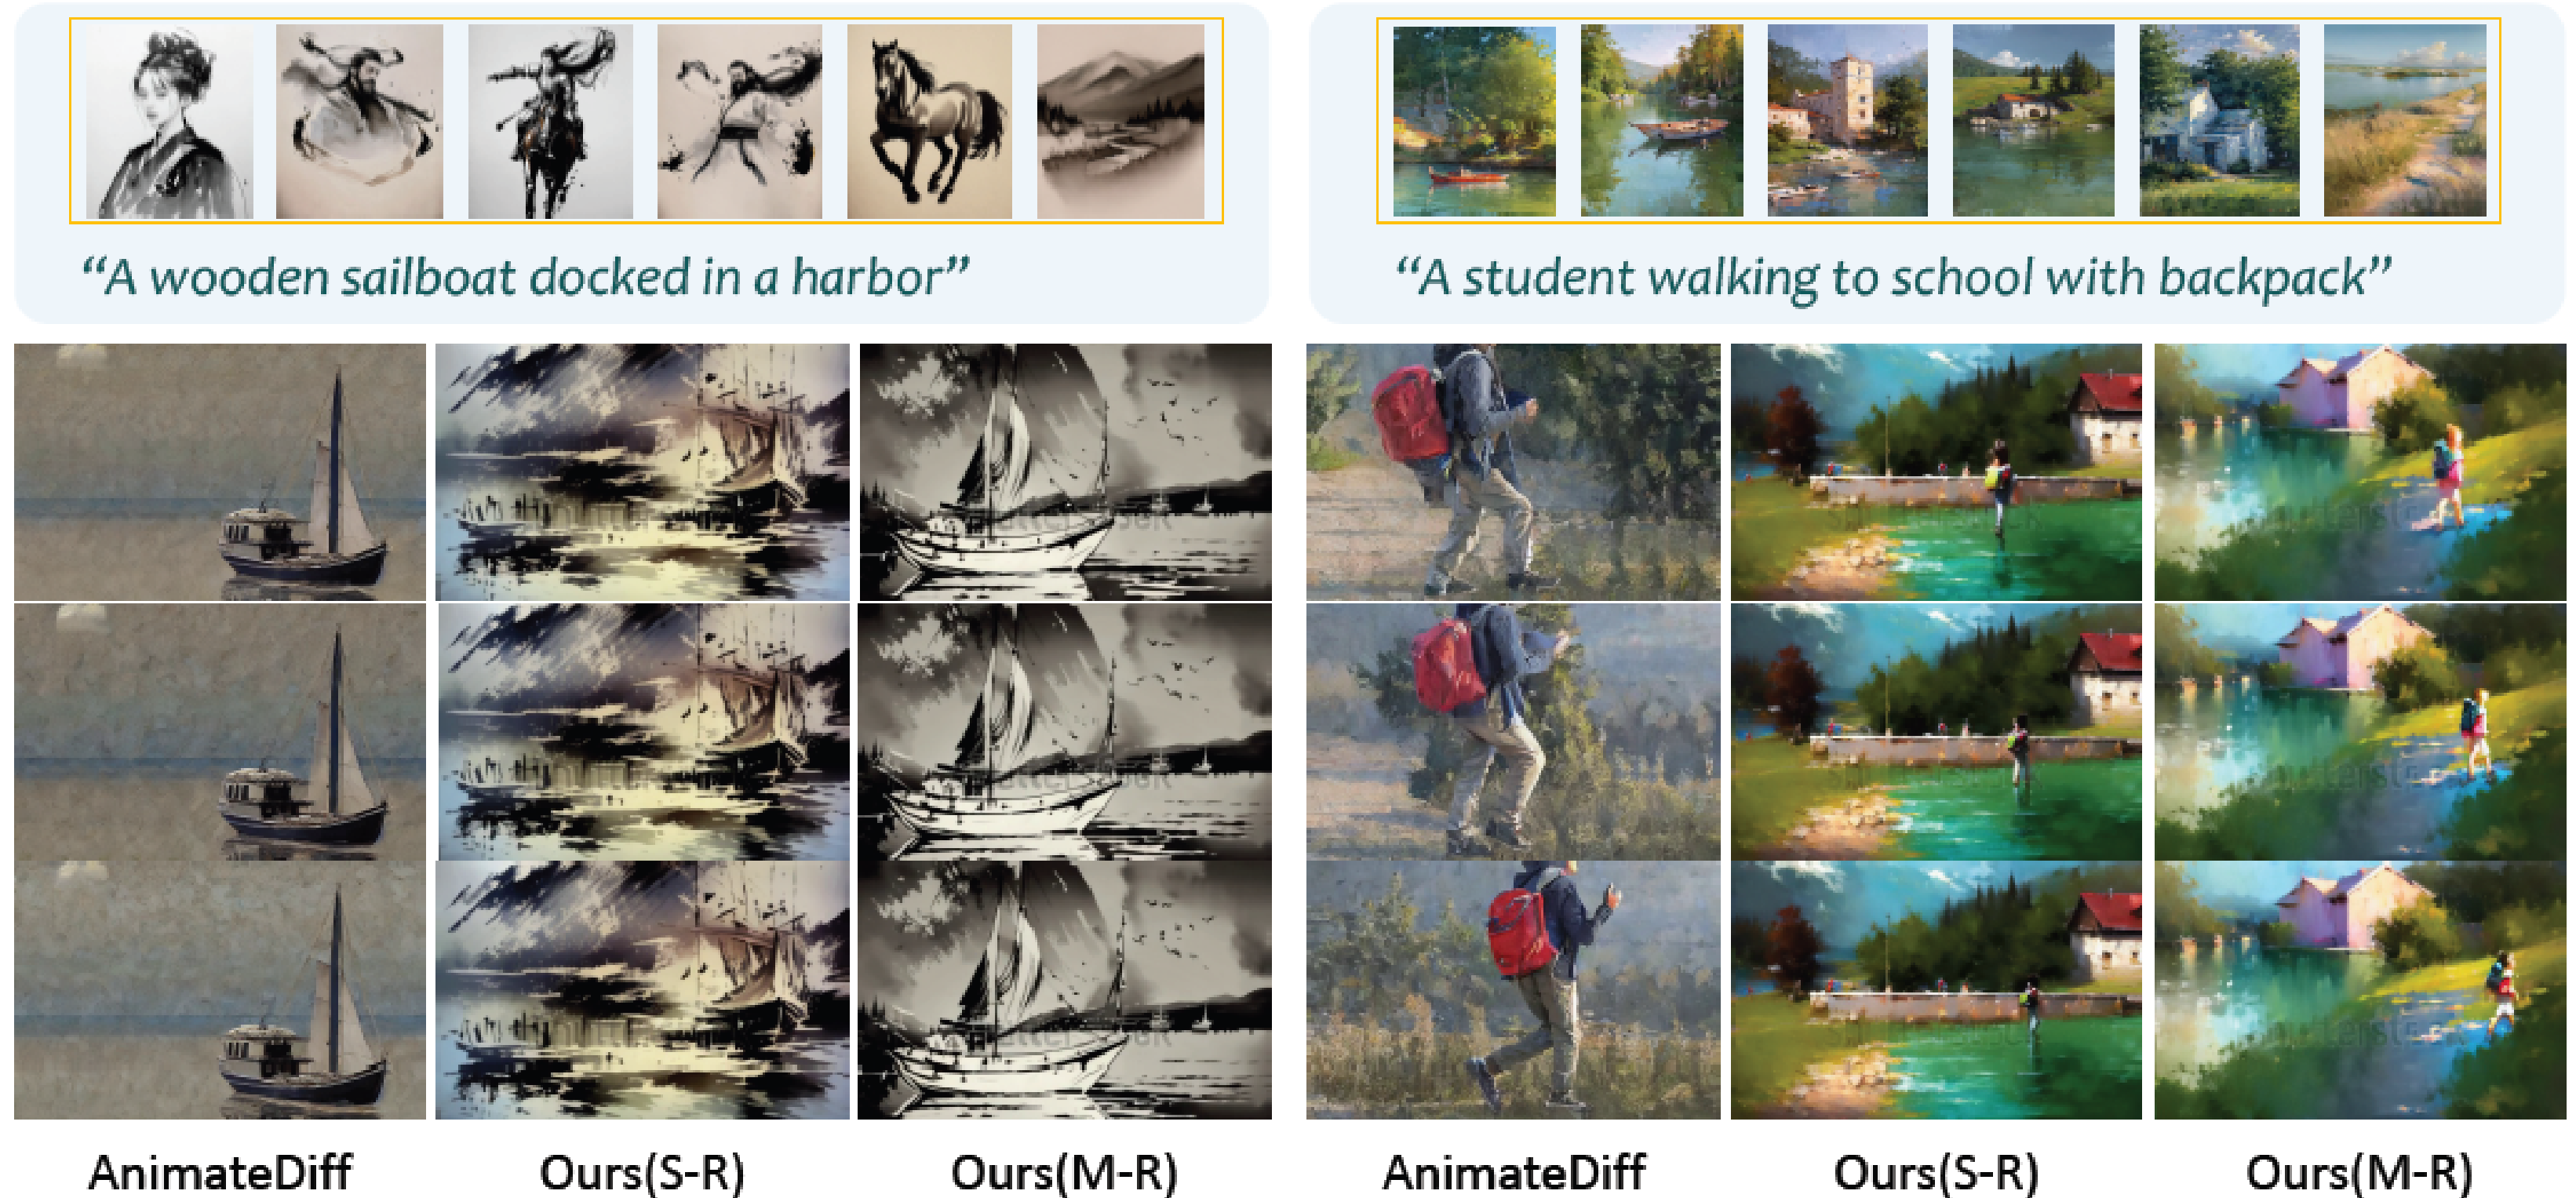 “A wooden sailboat docked in a harbor”
“A student walking to school with backpack”
AnimateDiff
Ours(S-R)
Ours(M-R)
AnimateDiff
Ours(S-R)
Ours(M-R)